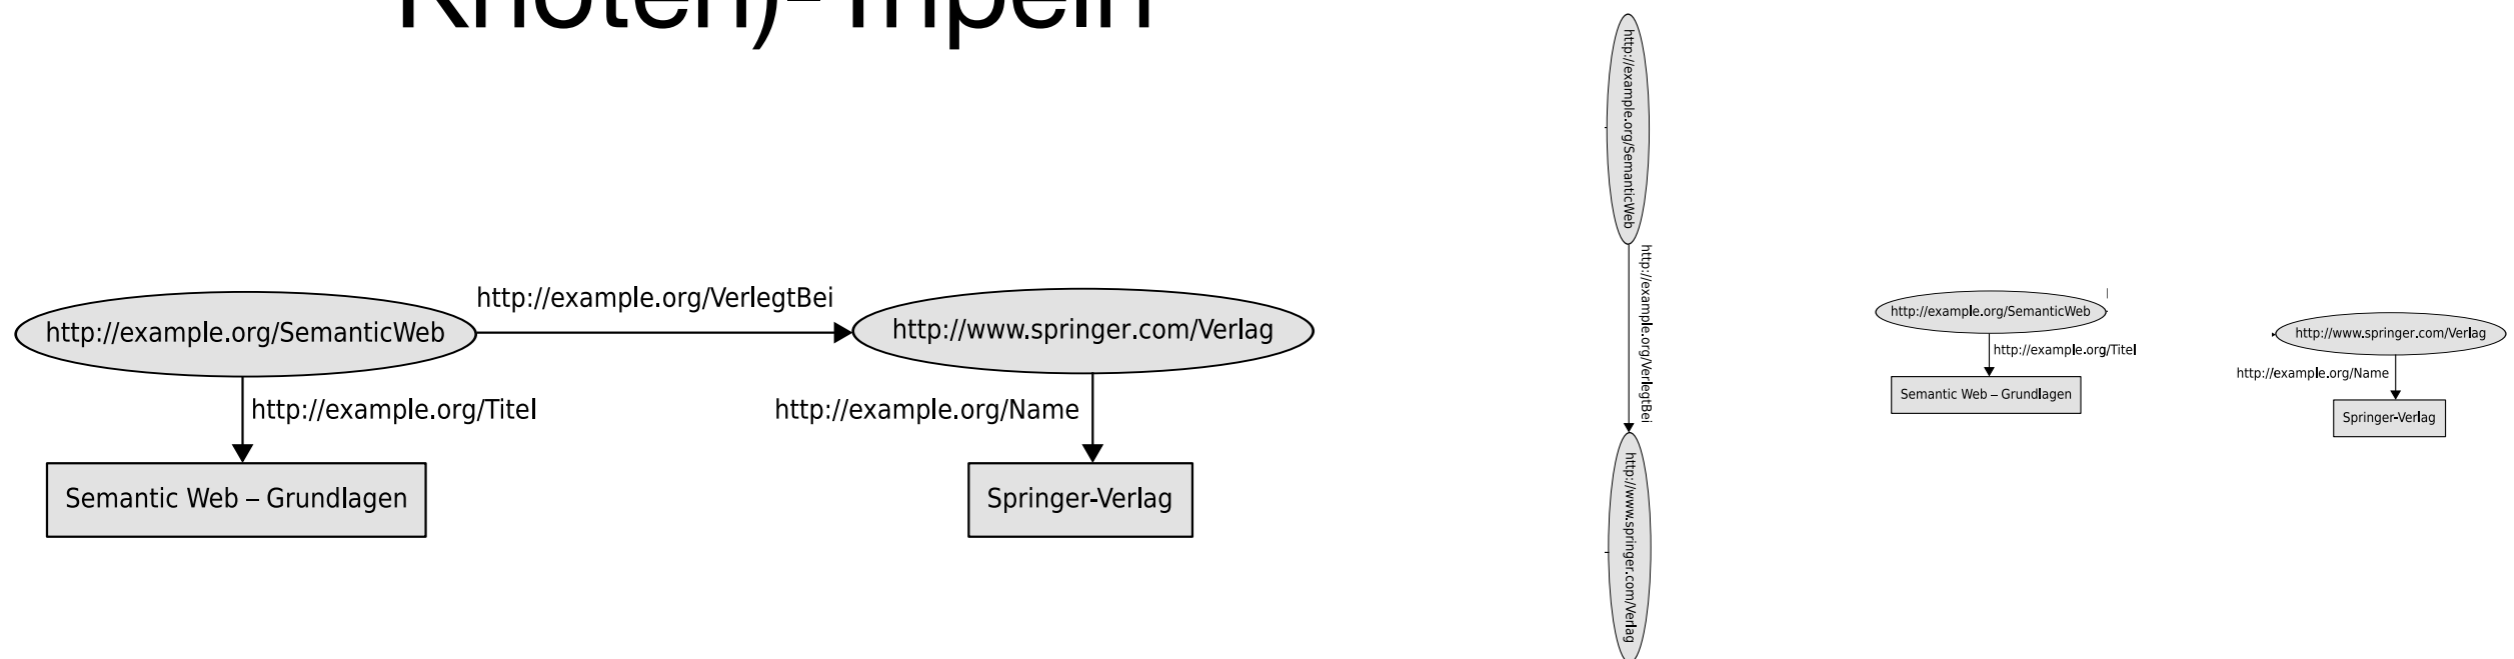 Knoten)-Tripeln
http://example.org/VerlegtBei
http://example.org/SemanticWeb
http://www.springer.com/Verlag
http://example.org/Titel
http://example.org/Name
Semantic Web – Grundlagen
Springer-Verlag
http://example.org/SemanticWeb
http://example.org/VerlegtBei
http://www.springer.com/Verlag
http://example.org/SemanticWeb
http://example.org/Titel
Semantic Web – Grundlagen
http://www.springer.com/Verlag
http://example.org/Name
Springer-Verlag